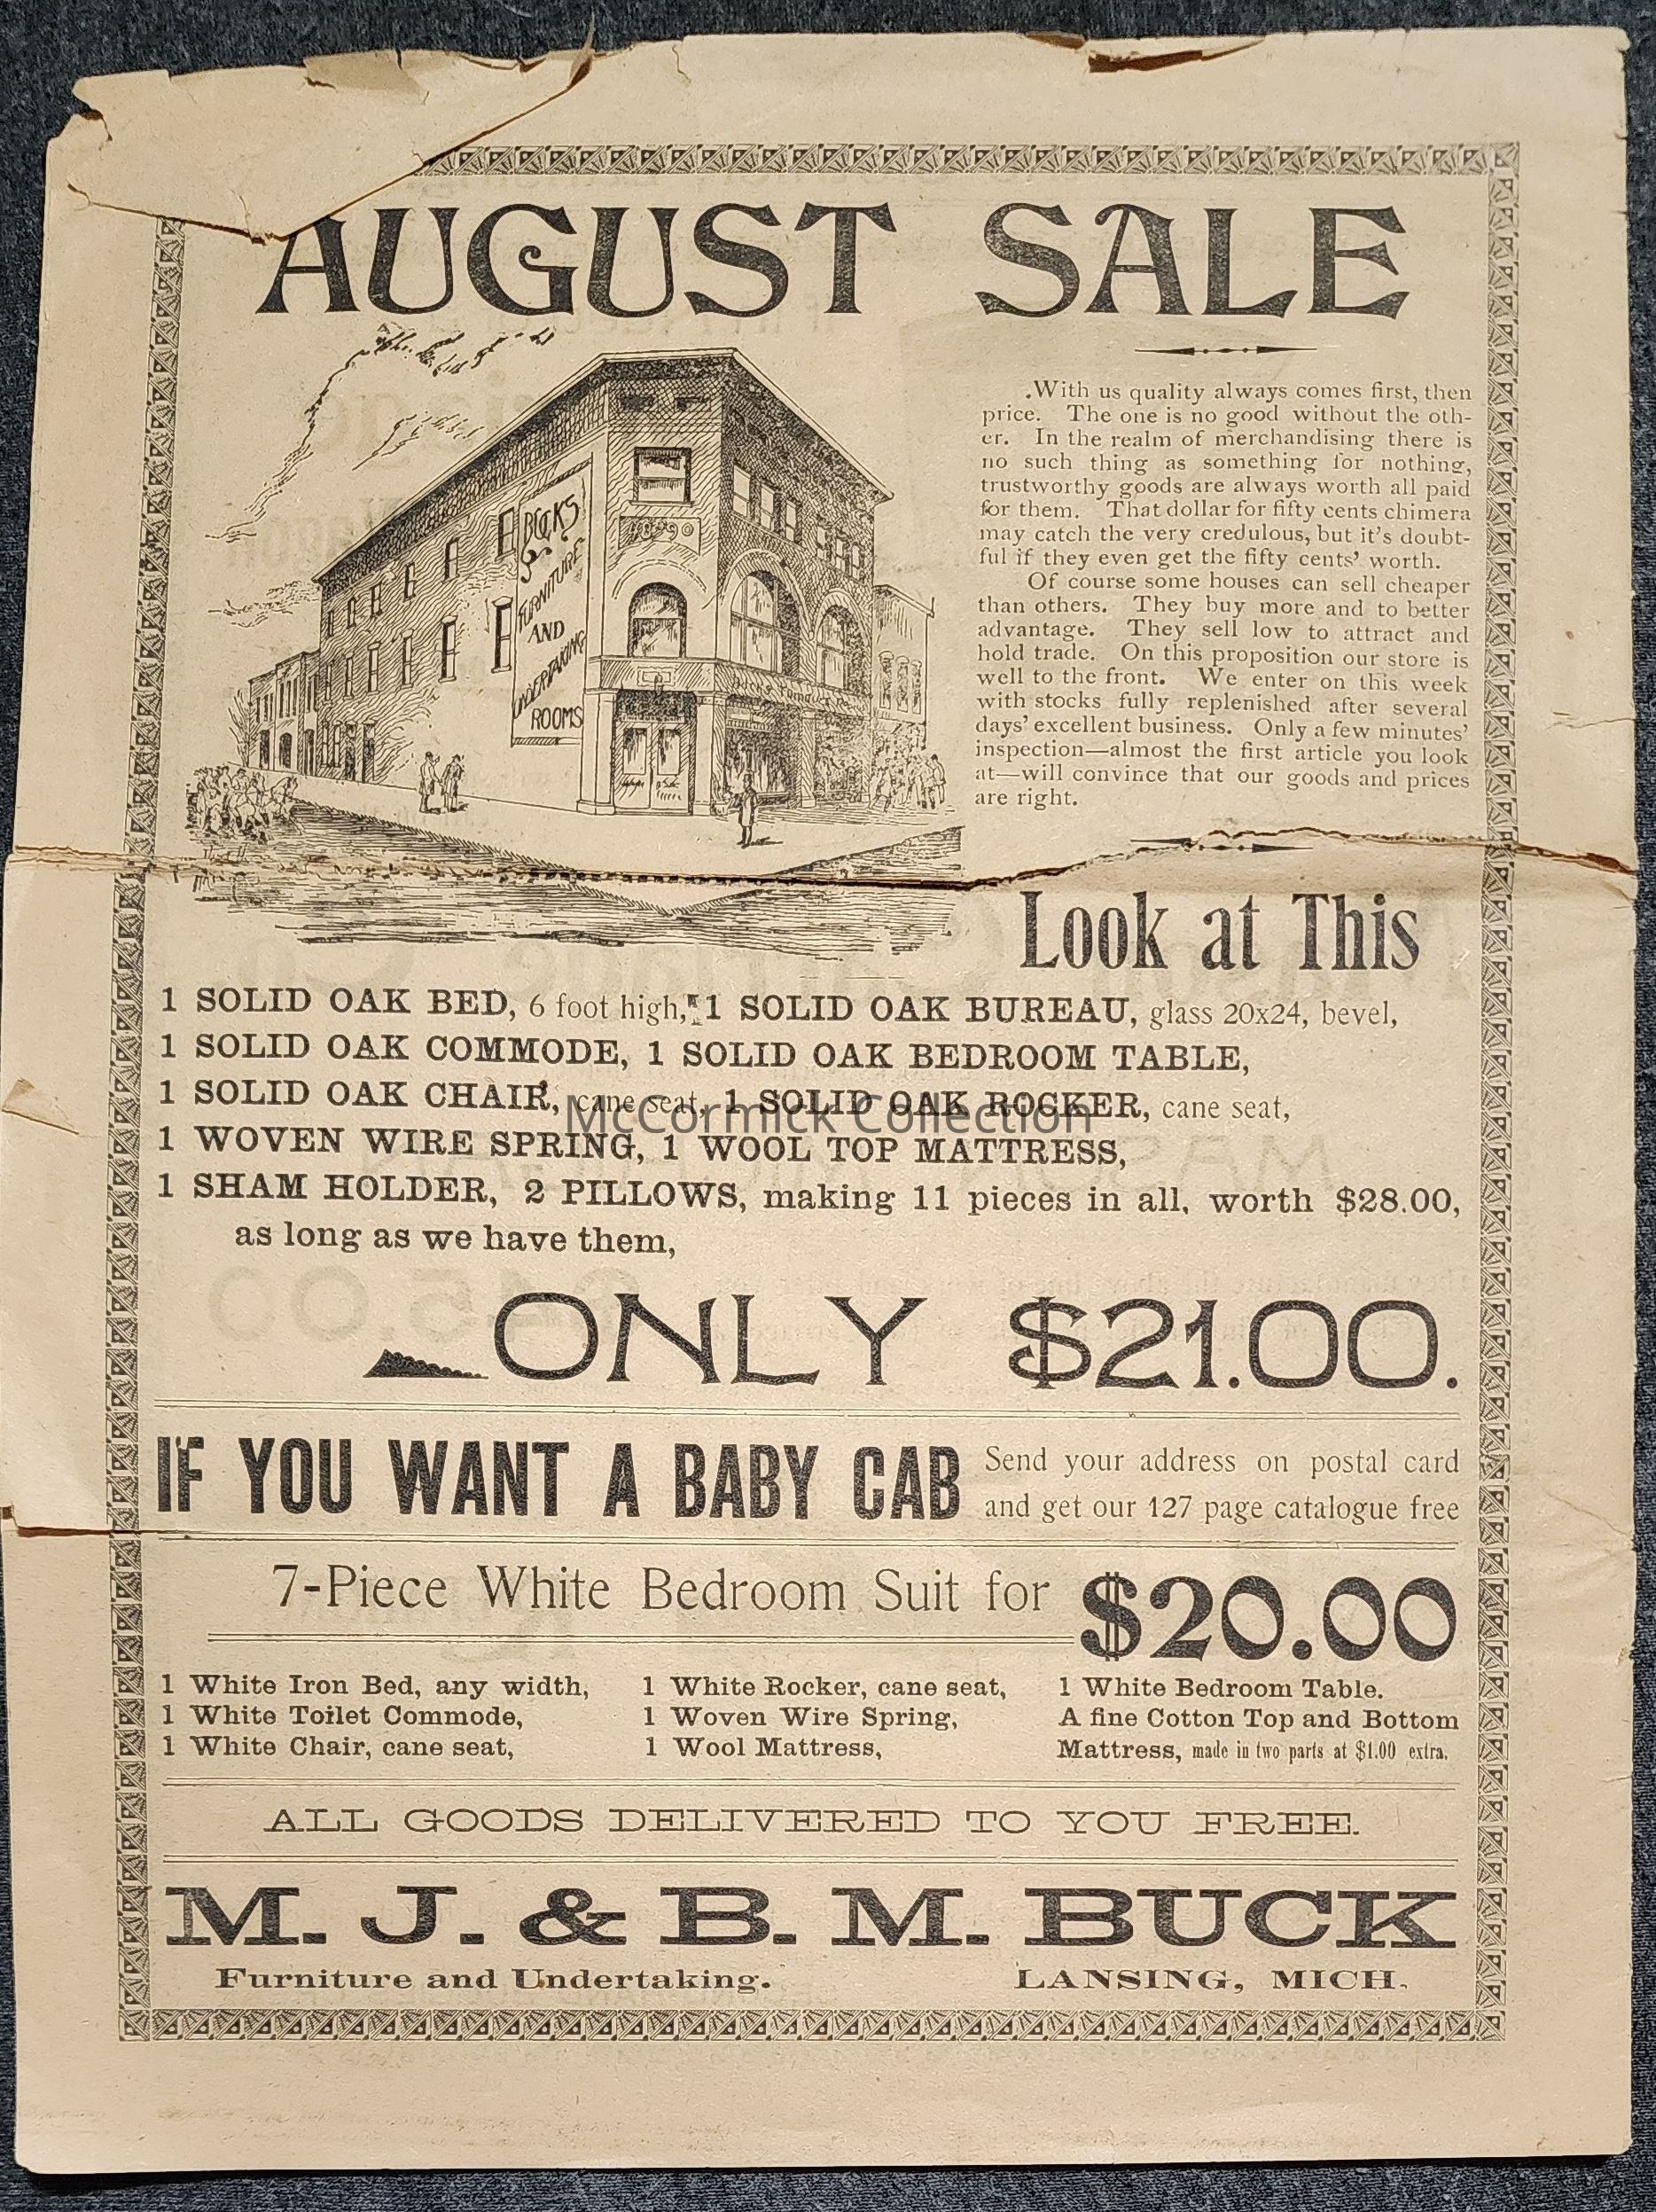 AUGUST SALE
BUCK'S
FURNITURE
AND
UNDERTAKING
ROOMS
.With us quality always comes first, then
price. The one is no good without the oth-
er. In the realm of merchandising there is
no such thing as something for nothing,
trustworthy goods are always worth all paid
for them. That dollar for fifty cents chimera
may catch the very credulous, but it's doubt-
ful if they even get the fifty cents' worth.
Of course some houses can sell cheaper
than others. They buy more and to better
advantage. They sell low to attract and
hold trade. On this proposition our store is
well to the front. We enter on this week
with stocks fully replenished after several
days' excellent business. Only a few minutes'
inspection—almost the first article you look
at—will convince that our goods and prices
are right.
Look at This
1 SOLID OAK BED, 6 foot high, 1 SOLID OAK BUREAU, glass 20x24, bevel,
1 SOLID OAK COMMODE, 1 SOLID OAK BEDROOM TABLE,
1 SOLID OAK CHAIR, cane seat, 1 SOLID OAK ROCKER, cane seat,
McCormick Collection
1 WOVEN WIRE SPRING, 1 WOOL TOP MATTRESS,
1 SHAM HOLDER, 2 PILLOWS, making 11 pieces in all, worth $28.00,
as long as we have them,
ONLY $21.00.
IF YOU WANT A BABY CAB
Send your address on postal card
and get our 127 page catalogue free
7-Piece White Bedroom Suit for $20.00
1 White Iron Bed, any width,
1 White Toilet Commode,
1 White Chair, cane seat,
1 White Rocker, cane seat,
1 Woven Wire Spring,
1 Wool Mattress,
1 White Bedroom Table.
A fine Cotton Top and Bottom
Mattress, made in two parts at $1.00 extra.
ALL GOODS DELIVERED TO YOU FREE.
M. J. & B. M. BUCK
Furniture and Undertaking.
LANSING, MICH.